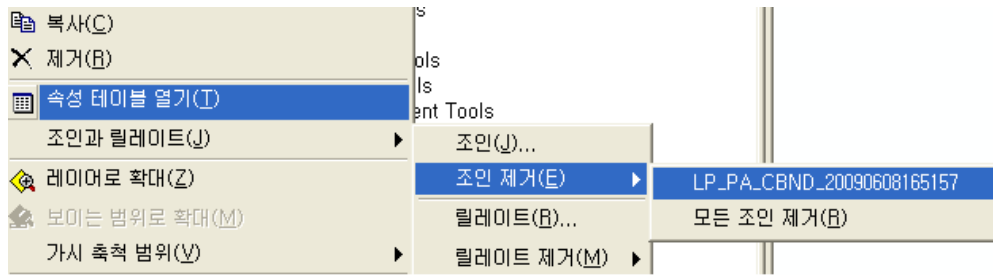 복사(C)
제거(R)
속성 테이블 열기(T)
조인과 릴레이트(J)
레이어로 확대(Z)
보이는 범위로 확대(M)
가시 축척 범위(V)
s
ols
ls
ent Tools
조인(J)...
조인 제거(E)
릴레이트(R)...
릴레이트 제거(M)
LP_PA_CBND_20090608165157
모든 조인 제거(R)